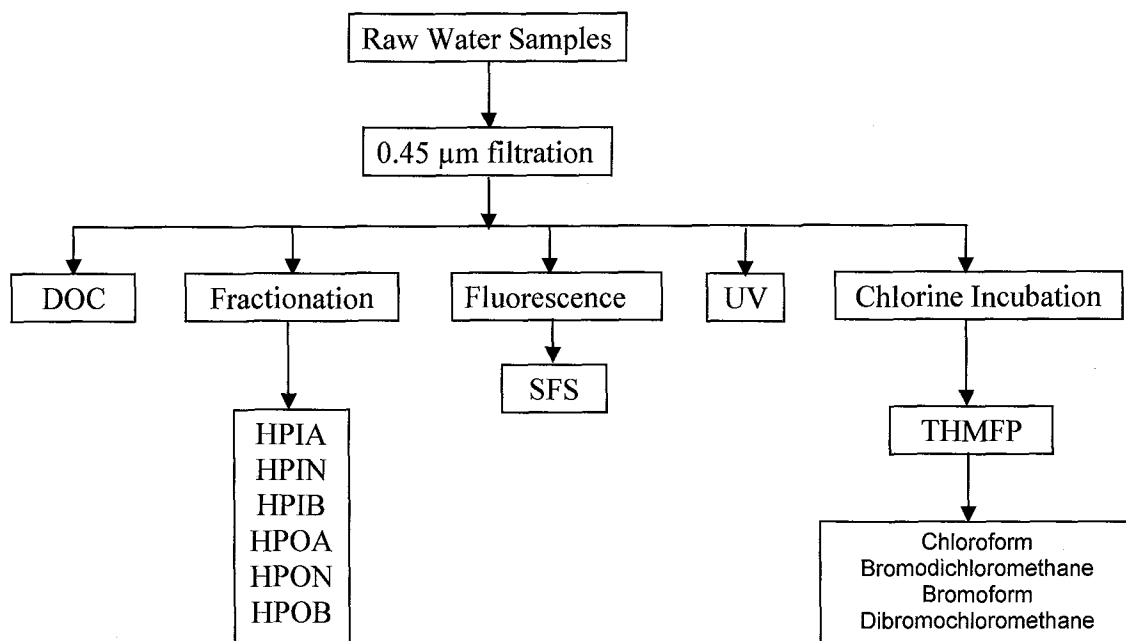 Raw Water Samples
0.45 µm filtration
DOC
Fractionation
Fluorescence
UV
Chlorine Incubation
SFS
THMFP
HPIA
HPIN
HPIB
HPOA
HPON
HPOB
Chloroform
Bromodichloromethane
Bromoform
Dibromochloromethane